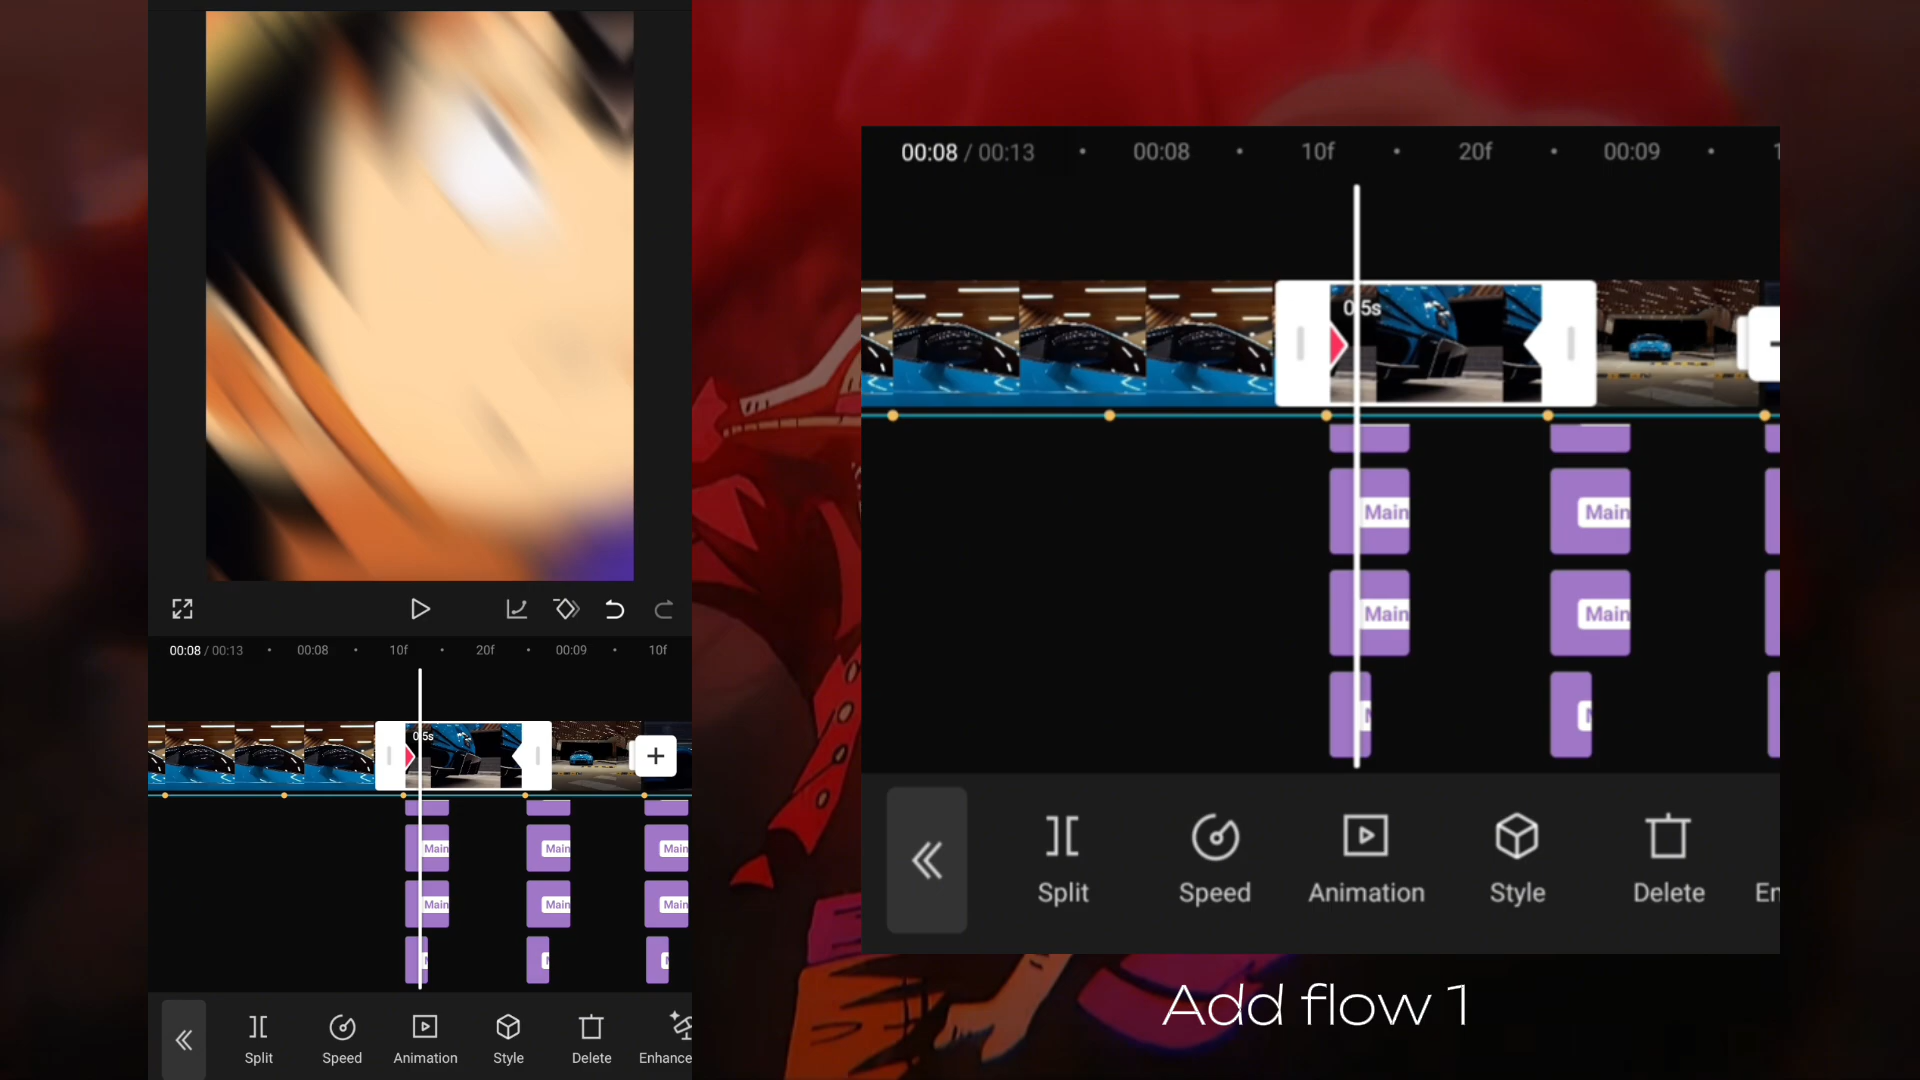 00:08 / 00:13 00:08 10f 20f 00:09 10f
0.5s
Main Main Main
Main Main Main
Split Speed Animation Style Delete Enhance
00:08 / 00:13 00:08 10f 20f 00:09
0.5s
Main Main
Main Main
Split Speed Animation Style Delete En
Add flow 1